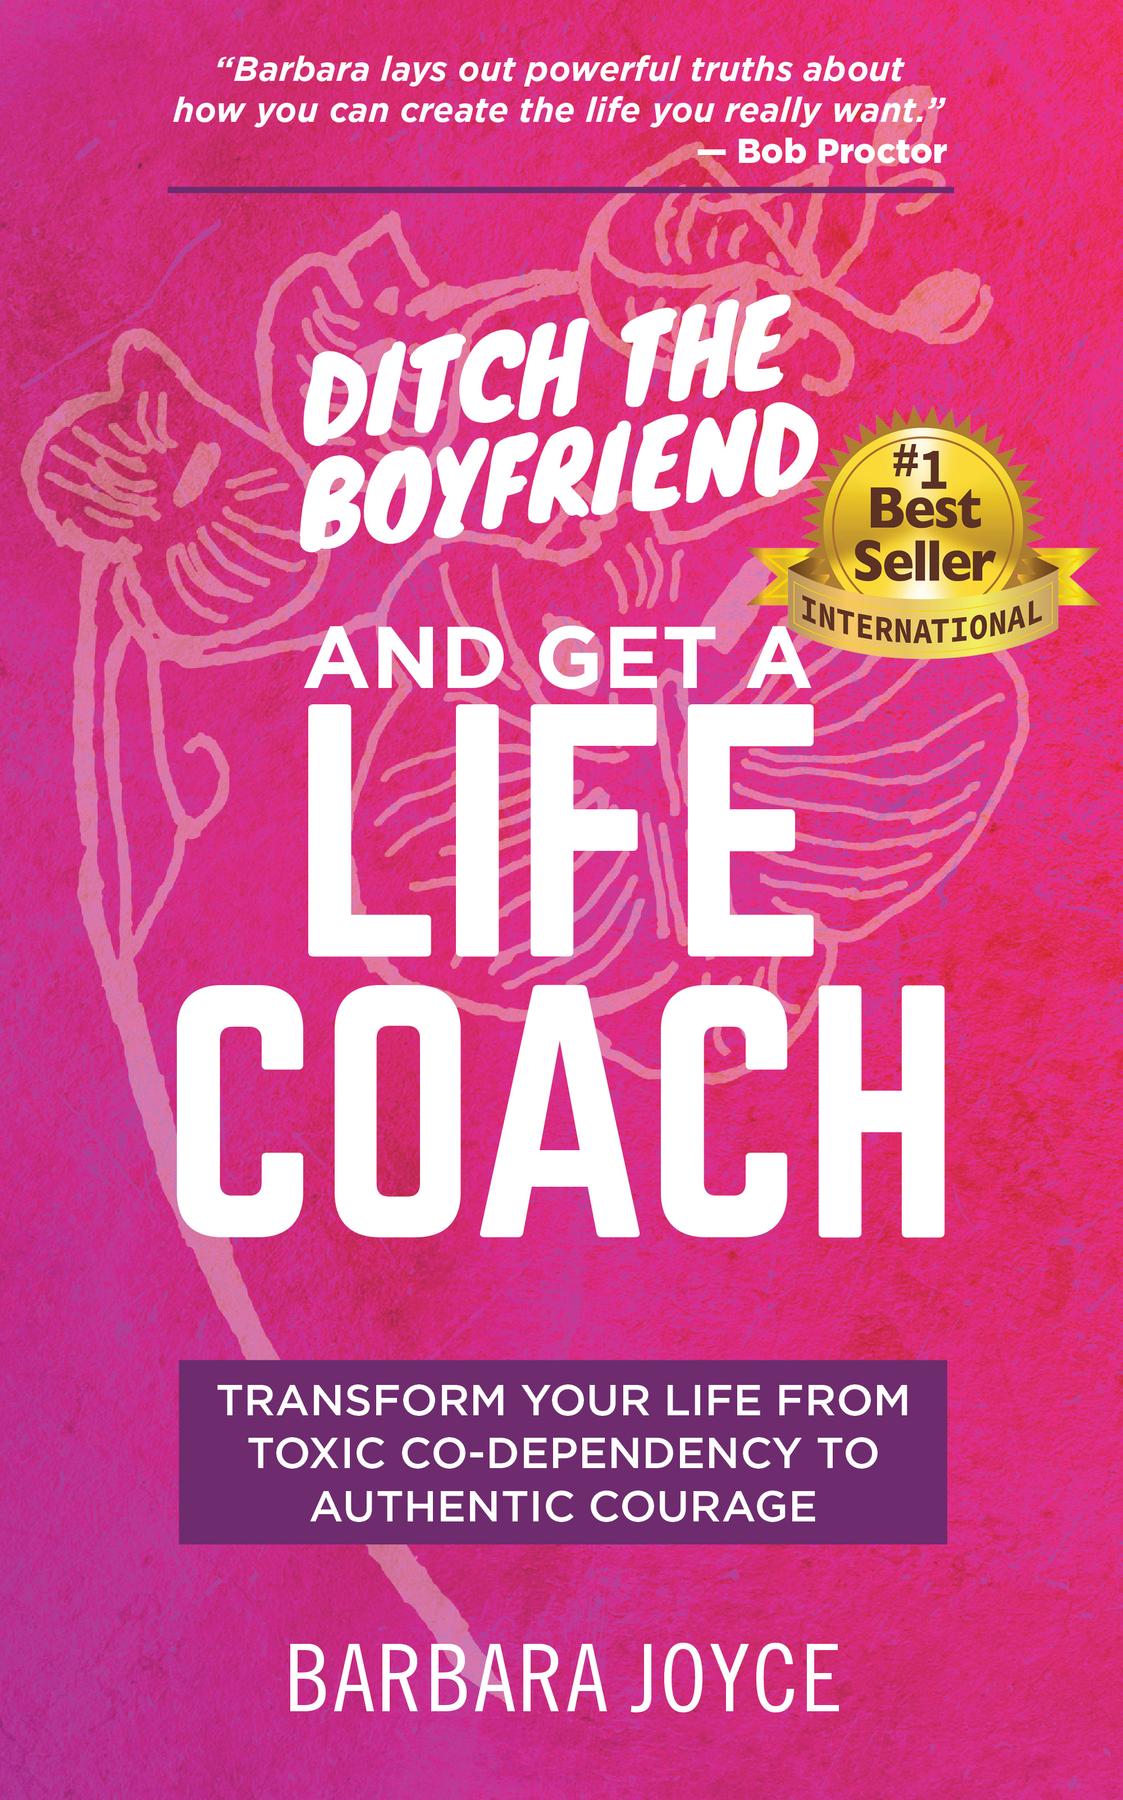 “Barbara lays out powerful truths about
how you can create the life you really want.”
— Bob Proctor
DITCH THE
BOYFRIEND
#1
Best
Seller
INTERNATIONAL
AND GET A
LIFE
COACH
TRANSFORM YOUR LIFE FROM
TOXIC CO-DEPENDENCY TO
AUTHENTIC COURAGE
BARBARA JOYCE